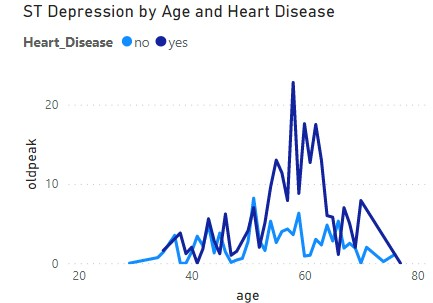 ST Depression by Age and Heart Disease
Heart_Disease no yes
20
10
0
oldpeak
20 40 60 80
age